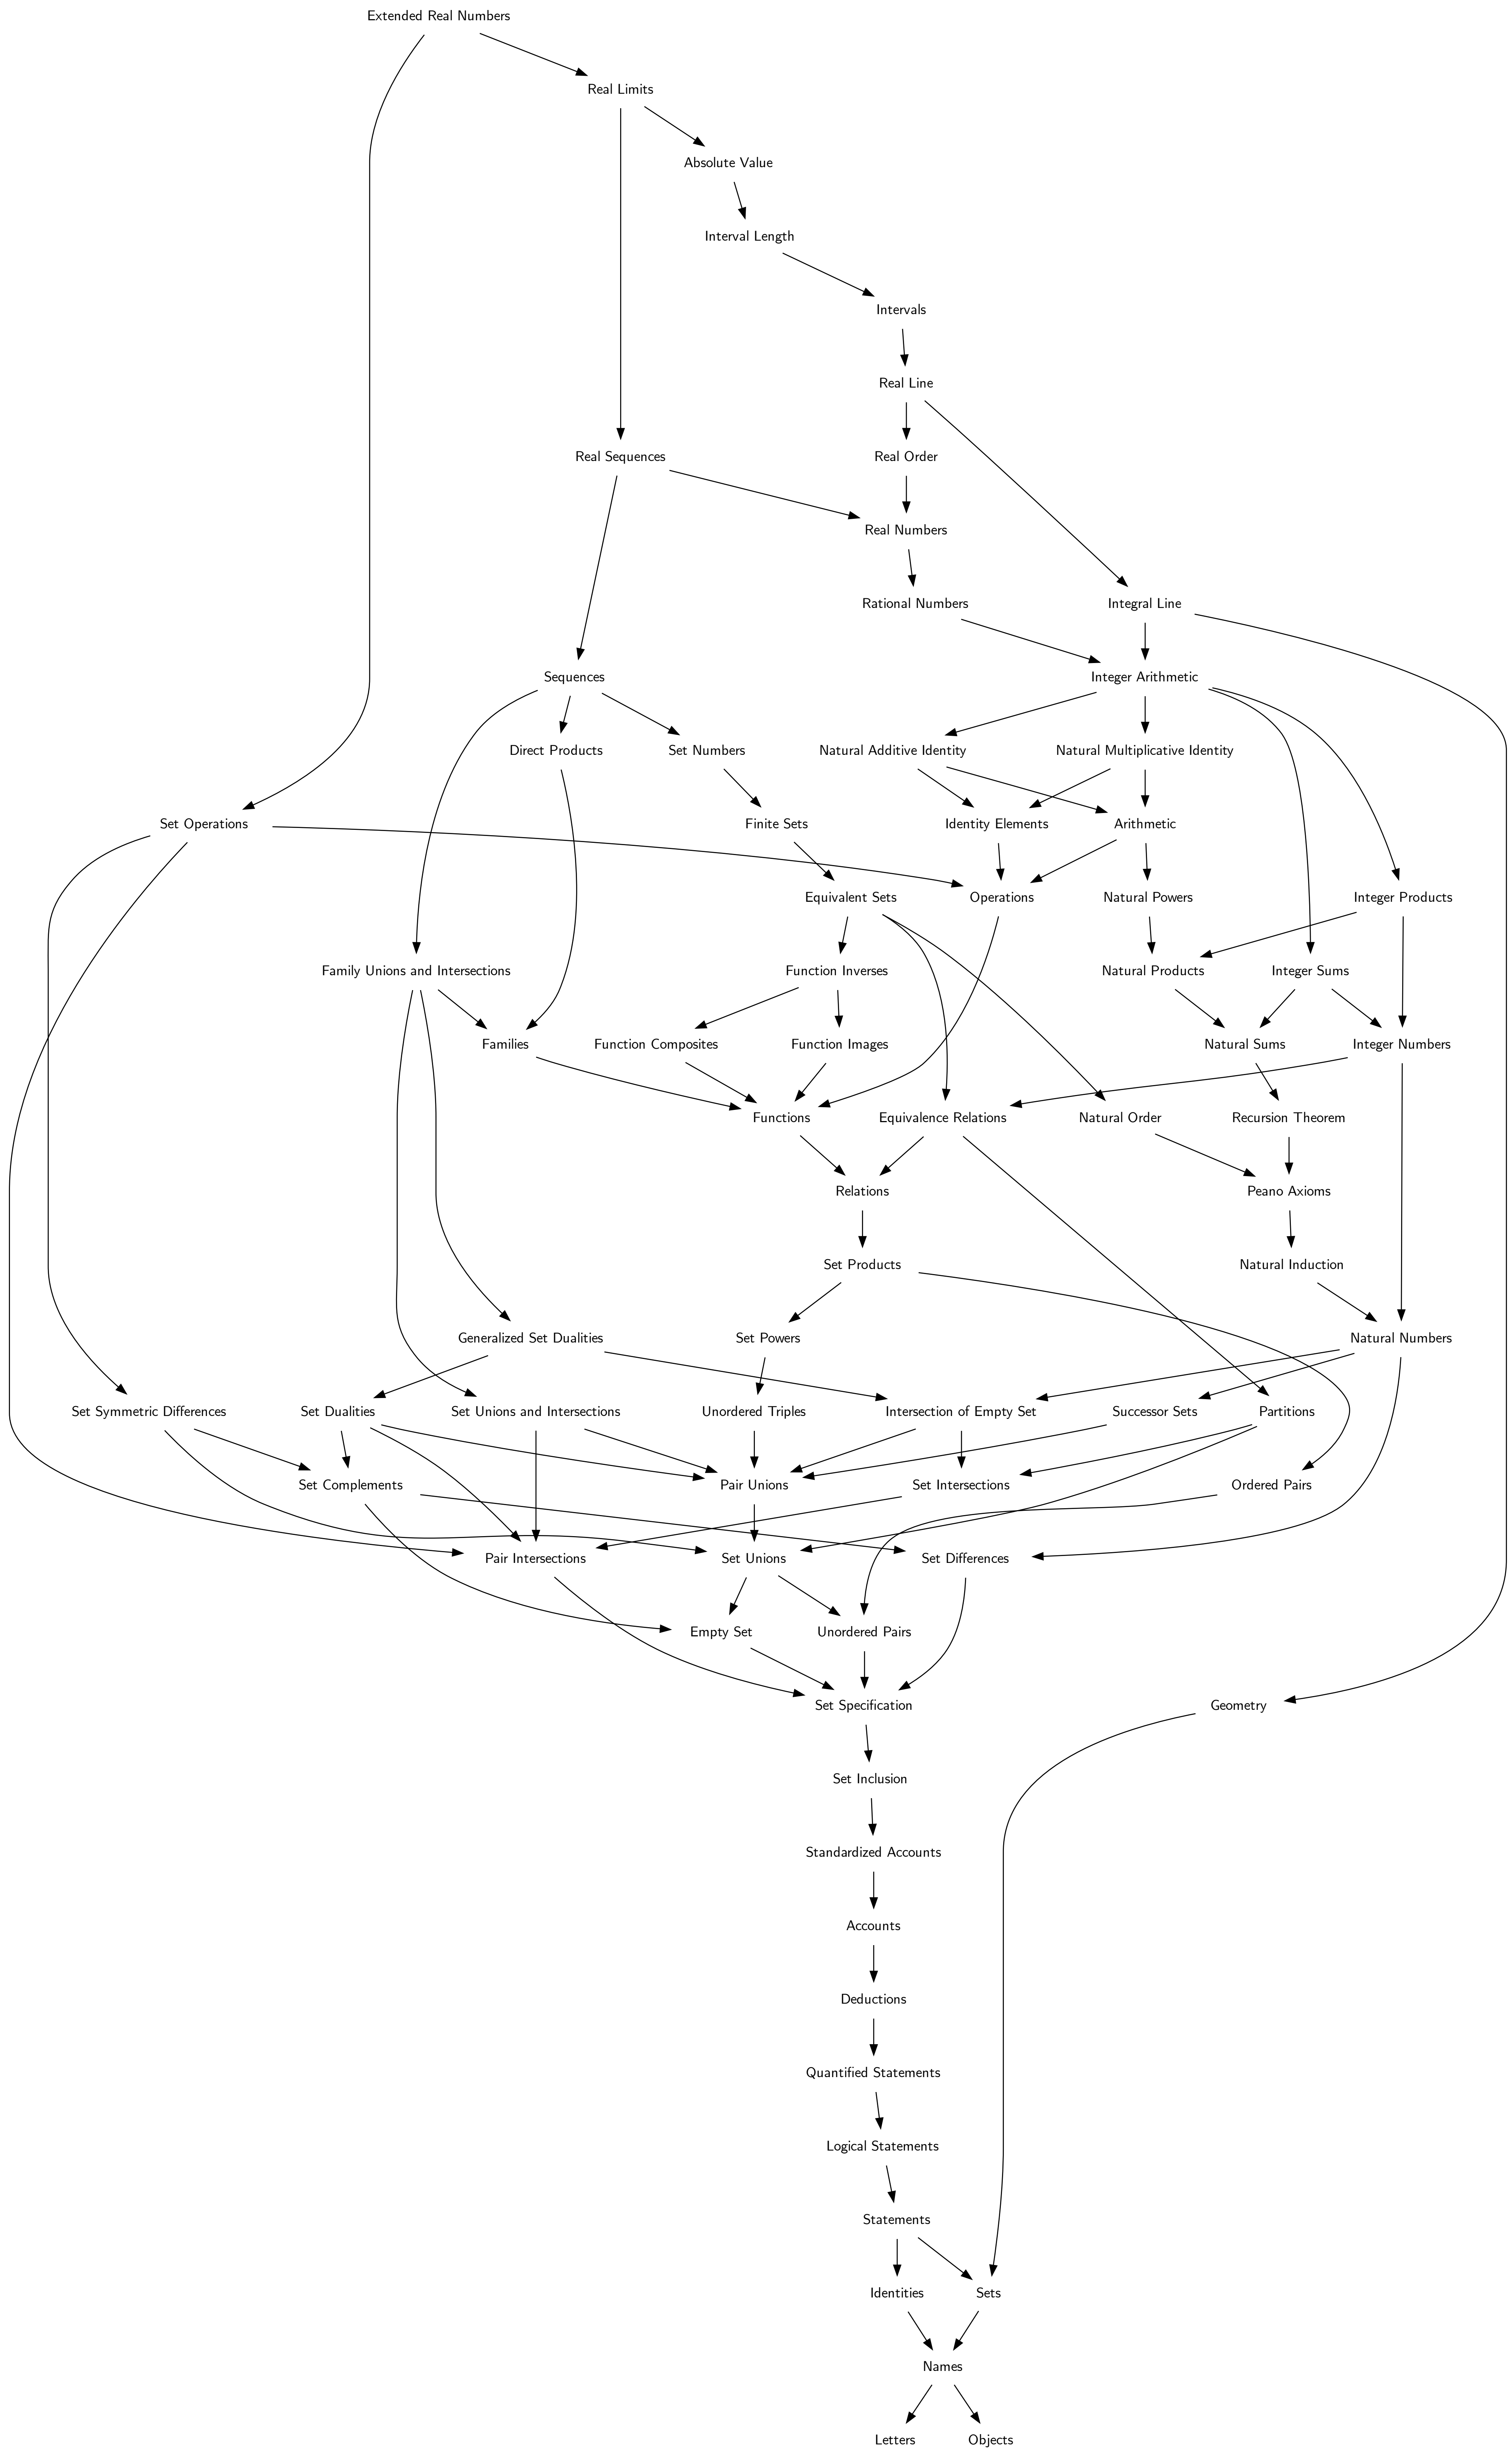 Extended Real Numbers
Real Limits
Absolute Value
Interval Length
Intervals
Real Line
Real Sequences
Real Order
Real Numbers
Rational Numbers
Integral Line
Sequences
Integer Arithmetic
Direct Products
Set Numbers
Natural Additive Identity
Natural Multiplicative Identity
Set Operations
Finite Sets
Identity Elements
Arithmetic
Equivalent Sets
Operations
Natural Powers
Integer Products
Family Unions and Intersections
Function Inverses
Natural Products
Integer Sums
Families
Function Composites
Function Images
Natural Sums
Integer Numbers
Functions
Equivalence Relations
Natural Order
Recursion Theorem
Relations
Peano Axioms
Set Products
Natural Induction
Generalized Set Dualities
Set Powers
Natural Numbers
Set Symmetric Differences
Set Dualities
Set Unions and Intersections
Unordered Triples
Intersection of Empty Set
Successor Sets
Partitions
Set Complements
Pair Unions
Set Intersections
Ordered Pairs
Pair Intersections
Set Unions
Set Differences
Empty Set
Unordered Pairs
Set Specification
Geometry
Set Inclusion
Standardized Accounts
Accounts
Deductions
Quantified Statements
Logical Statements
Statements
Identities
Sets
Names
Letters
Objects